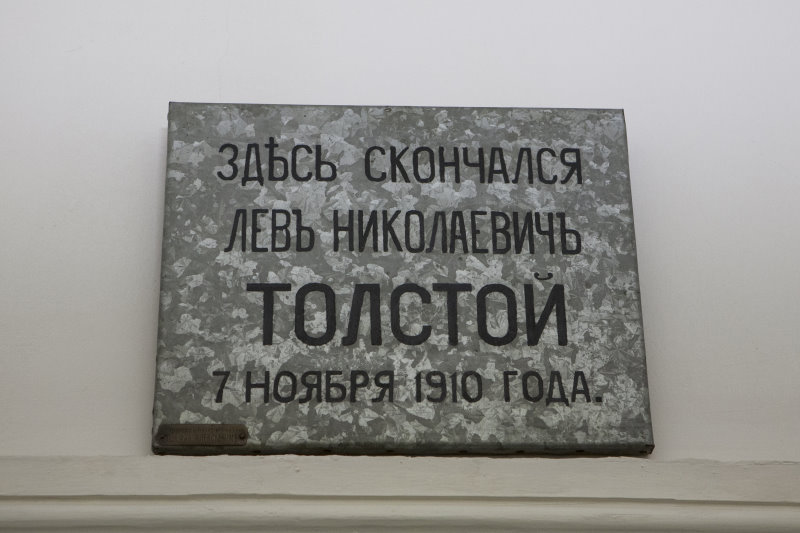 ЗДѢСЬ СКОНЧАЛСЯ
ЛЕВЪ НИКОЛАЕВИЧЪ
ТОЛСТОЙ
7 НОЯБРЯ 1910 ГОДА.